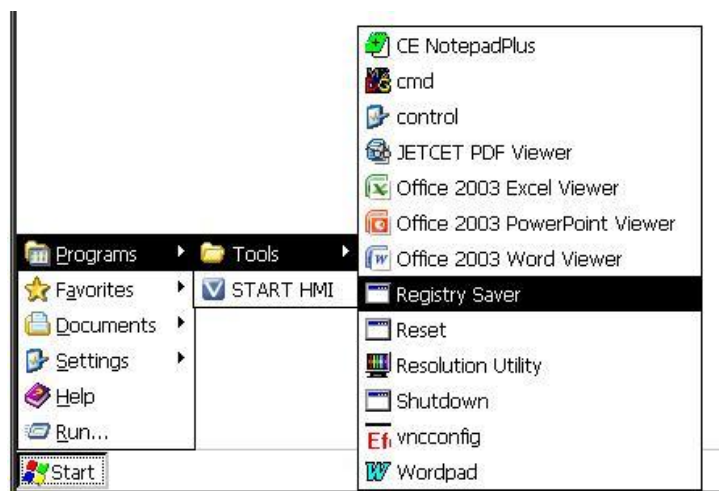 Programs
Favorites
Documents
Settings
Help
Run...
Start
Tools
START HMI
CE NotepadPlus
cmd
control
JETCET PDF Viewer
Office 2003 Excel Viewer
Office 2003 PowerPoint Viewer
Office 2003 Word Viewer
Registry Saver
Reset
Resolution Utility
Shutdown
vncconfig
Wordpad